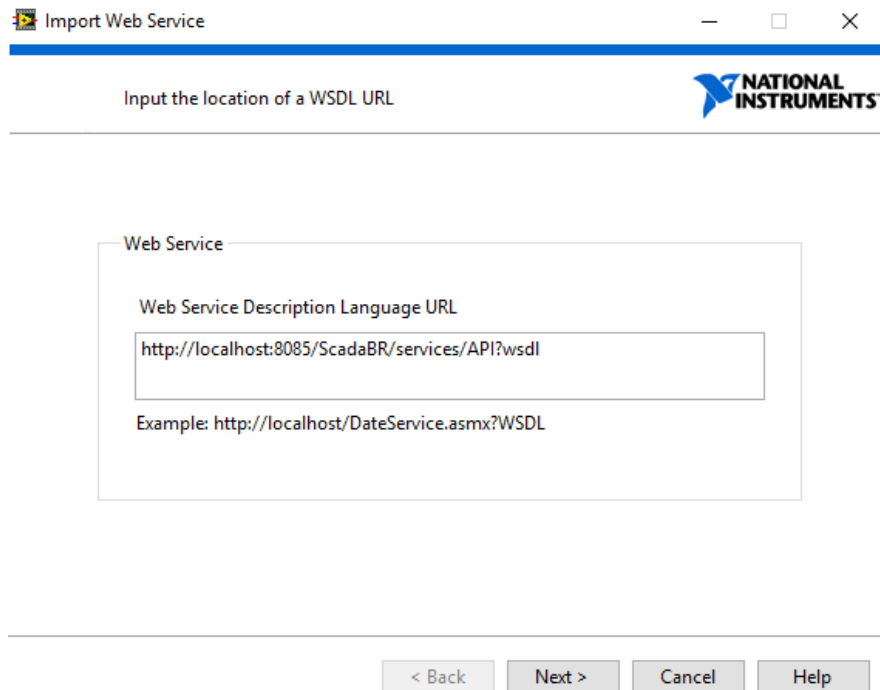 Import Web Service
Input the location of a WSDL URL
NATIONAL
INSTRUMENTS
Web Service
Web Service Description Language URL
http://localhost:8085/ScadaBR/services/API?wsdl
Example: http://localhost/DateService.asmx?WSDL
< Back Next > Cancel Help